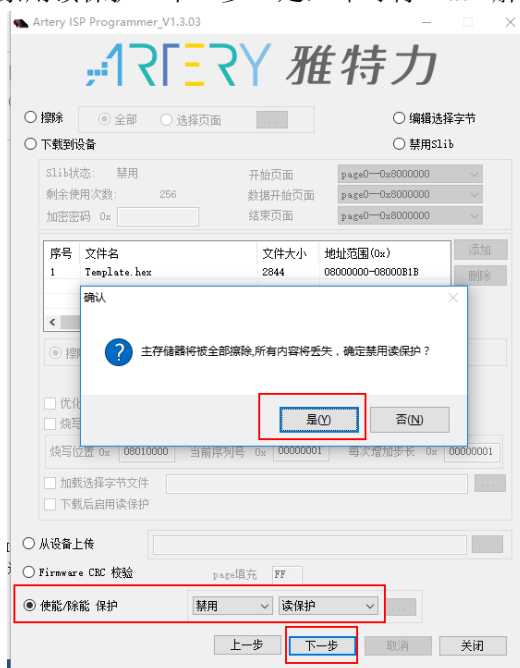 Artery ISP Programmer_V1.3.03
ARTERY 雅特力
擦除 全部 选择页面 ... 编辑选择字节
下载到设备 禁用Slib
Slib状态: 禁用 开始页面 page0—0x8000000
剩余使用次数: 256 数据开始页面 page0—0x8000000
加密密码 0x 结束页面 page0—0x8000000
序号 文件名 文件大小 地址范围(0x) 添加
1 Template.hex 2844 08000000-08000B1B 删除
确认
主存储器将被全部擦除,所有内容将丢失，确定禁用读保护？
是(Y) 否(N)
擦
优化
烧写
烧写位置 0x 08010000 当前序列号 0x 00000001 每次增加步长 0x 00000001
加载选择字节文件 ...
下载后启用读保护
从设备上传 ...
Firmware CRC 校验 page填充 FF
使能/除能 保护 禁用 读保护 ...
上一步 下一步 取消 关闭